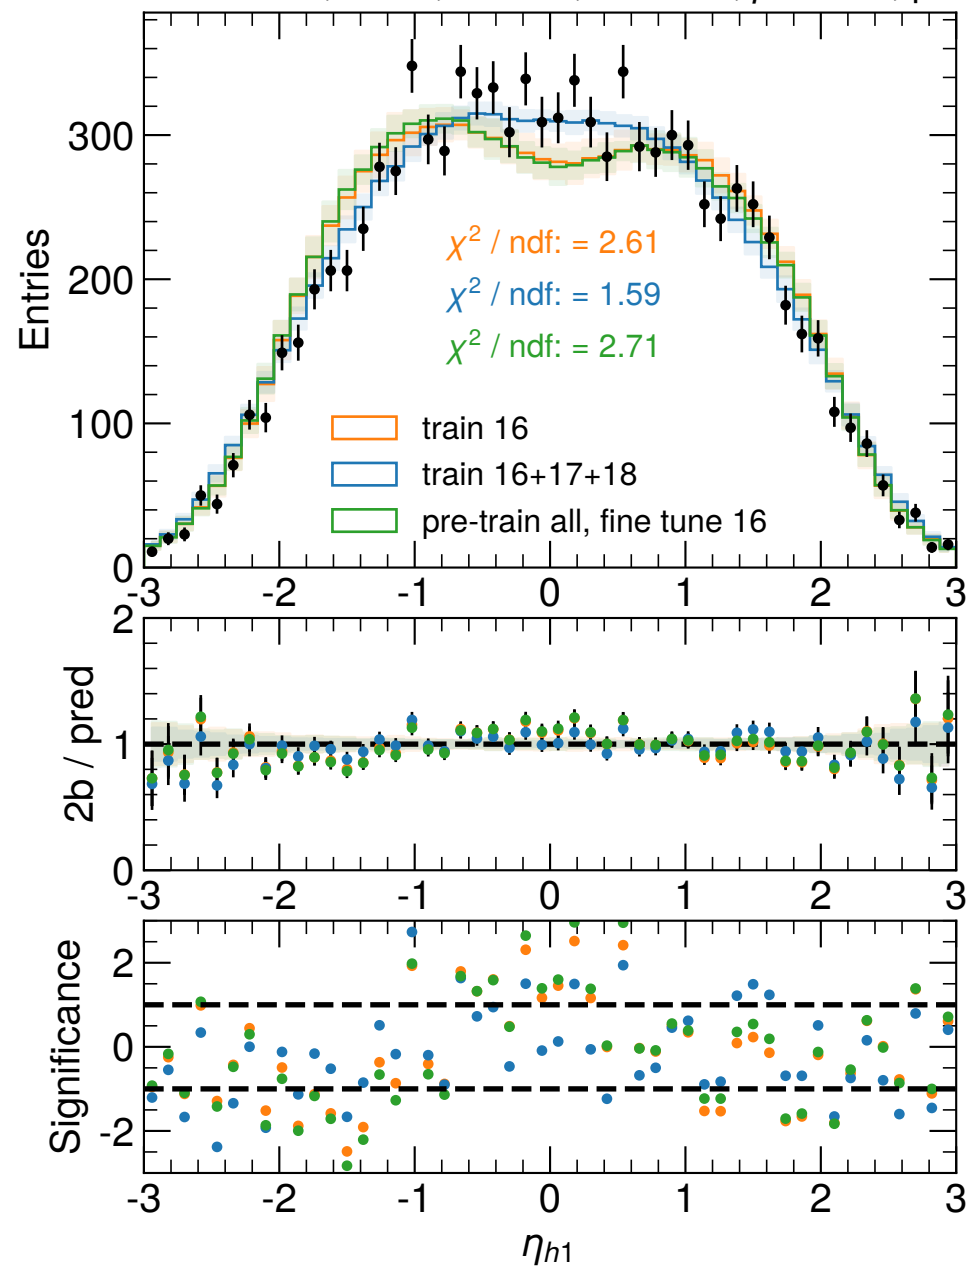 300
200
100
0
Entries
χ² / ndf: = 2.61
χ² / ndf: = 1.59
χ² / ndf: = 2.71
train 16
train 16+17+18
pre-train all, fine tune 16
-3 -2 -1 0 1 2 3
2
1
0
2b / pred
-3 -2 -1 0 1 2 3
2
0
-2
Significance
-3 -2 -1 0 1 2 3
ηh1